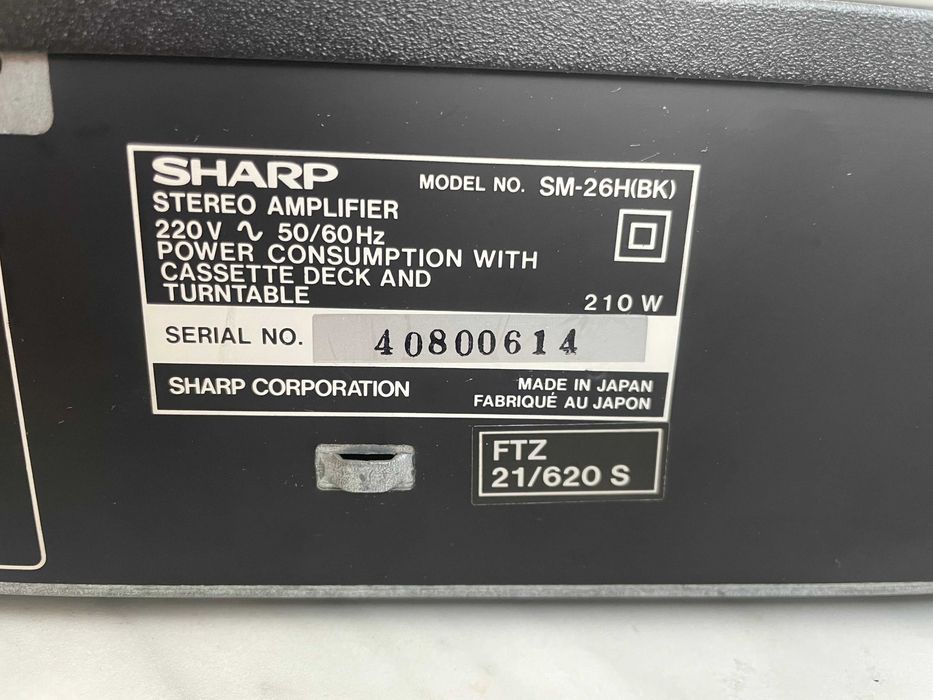 SHARP
MODEL NO. SM-26H(BK)
STEREO AMPLIFIER
220V ∿ 50/60Hz
POWER CONSUMPTION WITH
CASSETTE DECK AND
TURNTABLE
210 W
SERIAL NO. 40800614
SHARP CORPORATION
MADE IN JAPAN
FABRIQUÉ AU JAPON
FTZ
21/620 S